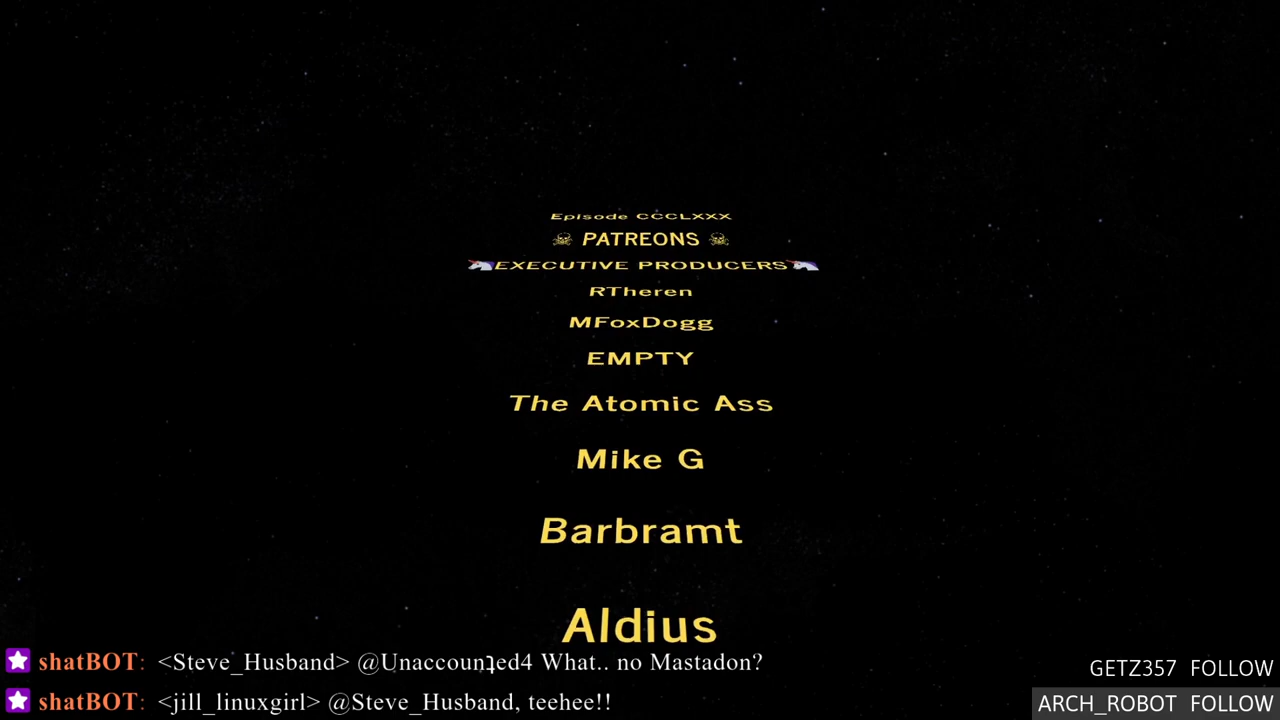 Episode CCCLXXX
☠ PATREONS ☠
🦄EXECUTIVE PRODUCERS🦄
RTheren
MFoxDogg
EMPTY
The Atomic Ass
Mike G
Barbramt
Aldius
shatBOT: <Steve_Husband> @Unaccounʇed4 What.. no Mastadon?
shatBOT: <jill_linuxgirl> @Steve_Husband, teehee!!
GETZ357 FOLLOW
ARCH_ROBOT FOLLOW